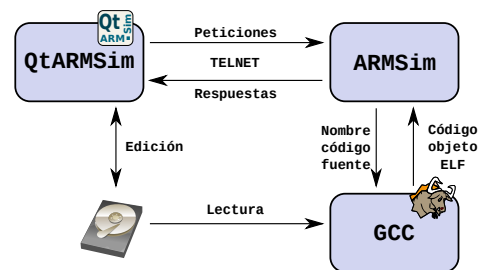 Qt
ARM Sim
QtARMSim
Peticiones
TELNET
Respuestas
ARMSim
Edición
Nombre
código
fuente
Código
objeto
ELF
Lectura
GCC